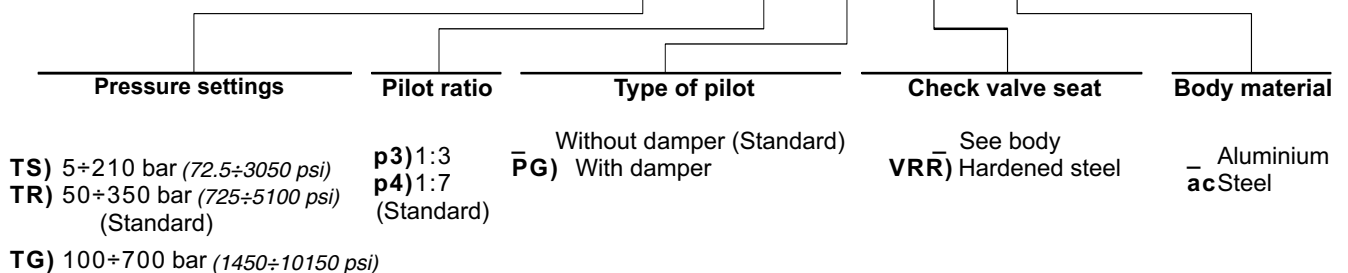 Pressure settings
Pilot ratio
Type of pilot
Check valve seat
Body material
TS) 5÷210 bar (72.5÷3050 psi)
TR) 50÷350 bar (725÷5100 psi)
(Standard)
TG) 100÷700 bar (1450÷10150 psi)
p3)1:3
p4)1:7
(Standard)
_ Without damper (Standard)
PG) With damper
_ See body
VRR) Hardened steel
_ Aluminium
acSteel